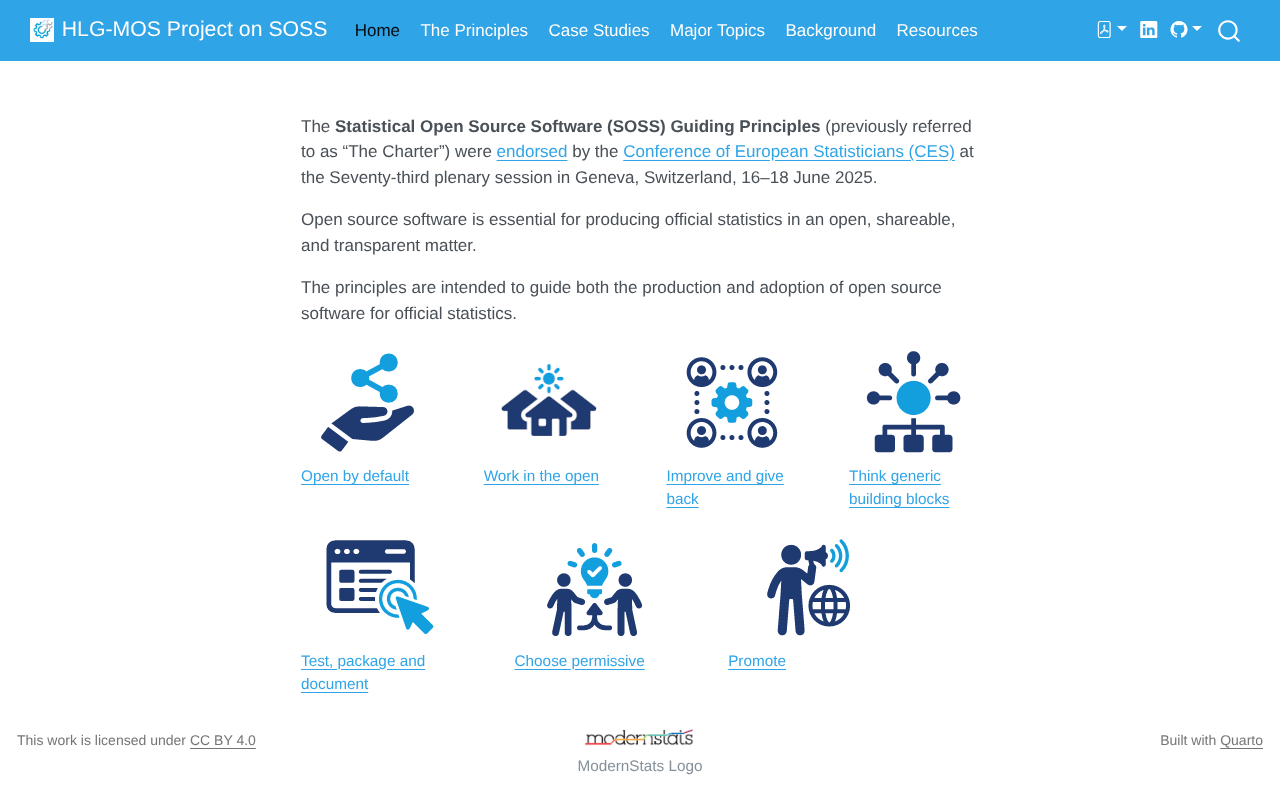 HLG-MOS Project on SOSS Home The Principles Case Studies Major Topics Background Resources
The Statistical Open Source Software (SOSS) Guiding Principles (previously referred
to as “The Charter”) were endorsed by the Conference of European Statisticians (CES) at
the Seventy-third plenary session in Geneva, Switzerland, 16–18 June 2025.
Open source software is essential for producing official statistics in an open, shareable,
and transparent matter.
The principles are intended to guide both the production and adoption of open source
software for official statistics.
Open by default
Work in the open
Improve and give
back
Think generic
building blocks
Test, package and
document
Choose permissive
Promote
This work is licensed under CC BY 4.0
modernstats
ModernStats Logo
Built with Quarto